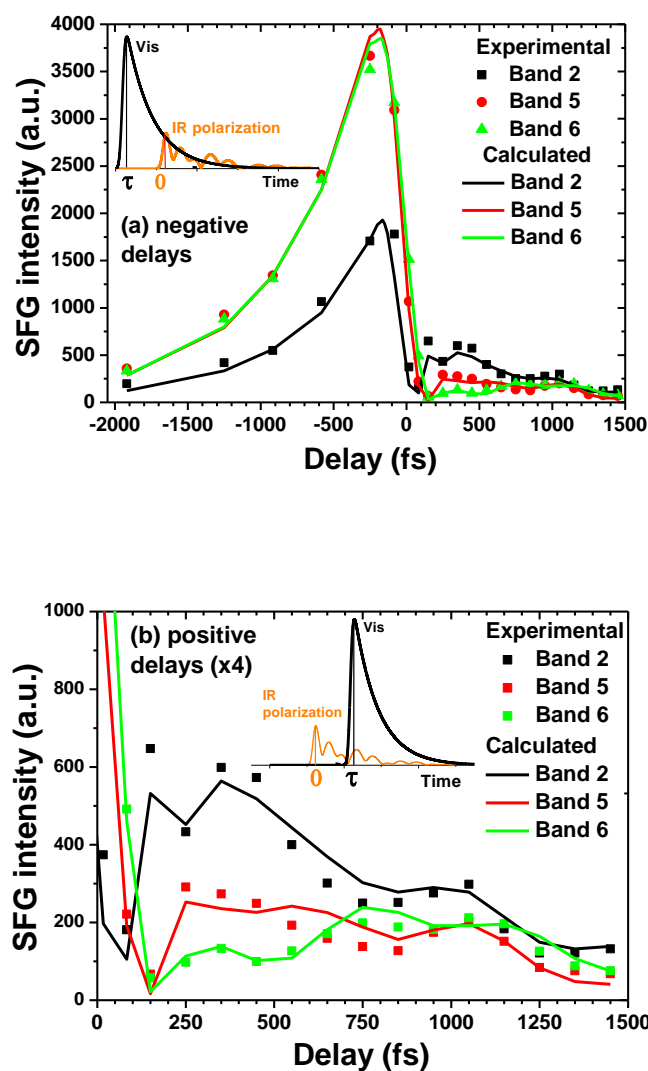 SFG intensity (a.u.)
4000
3500
3000
2500
2000
1500
1000
500
0
Vis
IR polarization
τ
0
Time
(a) negative
delays
Experimental
Band 2
Band 5
Band 6
Calculated
Band 2
Band 5
Band 6
-2000 -1500 -1000 -500 0 500 1000 1500
Delay (fs)
SFG intensity (a.u.)
1000
800
600
400
200
0
(b) positive
delays (x4)
Vis
IR
polarization
0
τ
Time
Experimental
Band 2
Band 5
Band 6
Calculated
Band 2
Band 5
Band 6
0 250 500 750 1000 1250 1500
Delay (fs)